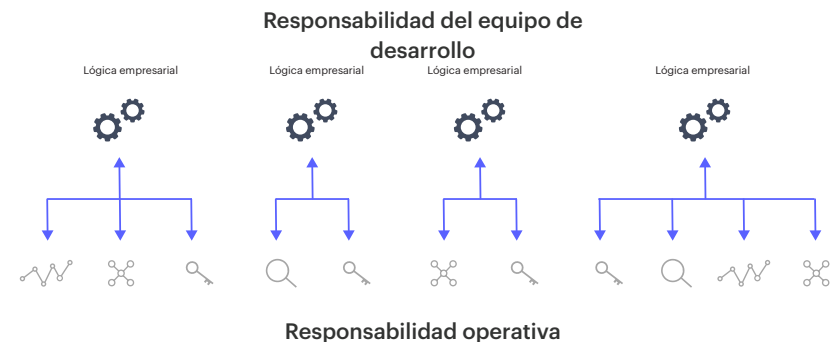 Responsabilidad del equipo de
desarrollo
Lógica empresarial
Lógica empresarial
Lógica empresarial
Lógica empresarial
Responsabilidad operativa